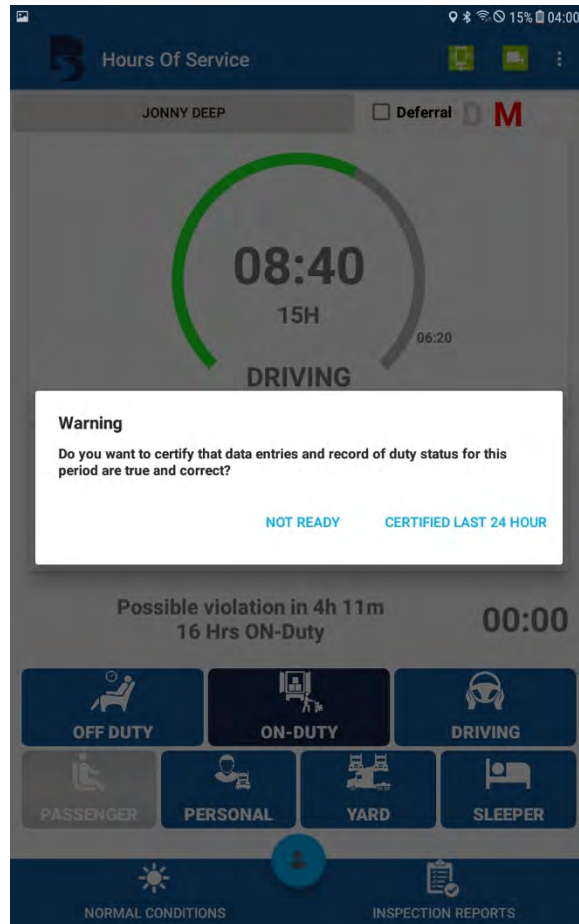 15% 04:00
Hours Of Service
JONNY DEEP
Deferral D M
08:40
15H
06:20
DRIVING
Warning
Do you want to certify that data entries and record of duty status for this
period are true and correct?
NOT READY CERTIFIED LAST 24 HOUR
Possible violation in 4h 11m
16 Hrs ON-Duty
00:00
OFF DUTY ON-DUTY DRIVING
PASSENGER PERSONAL YARD SLEEPER
NORMAL CONDITIONS INSPECTION REPORTS